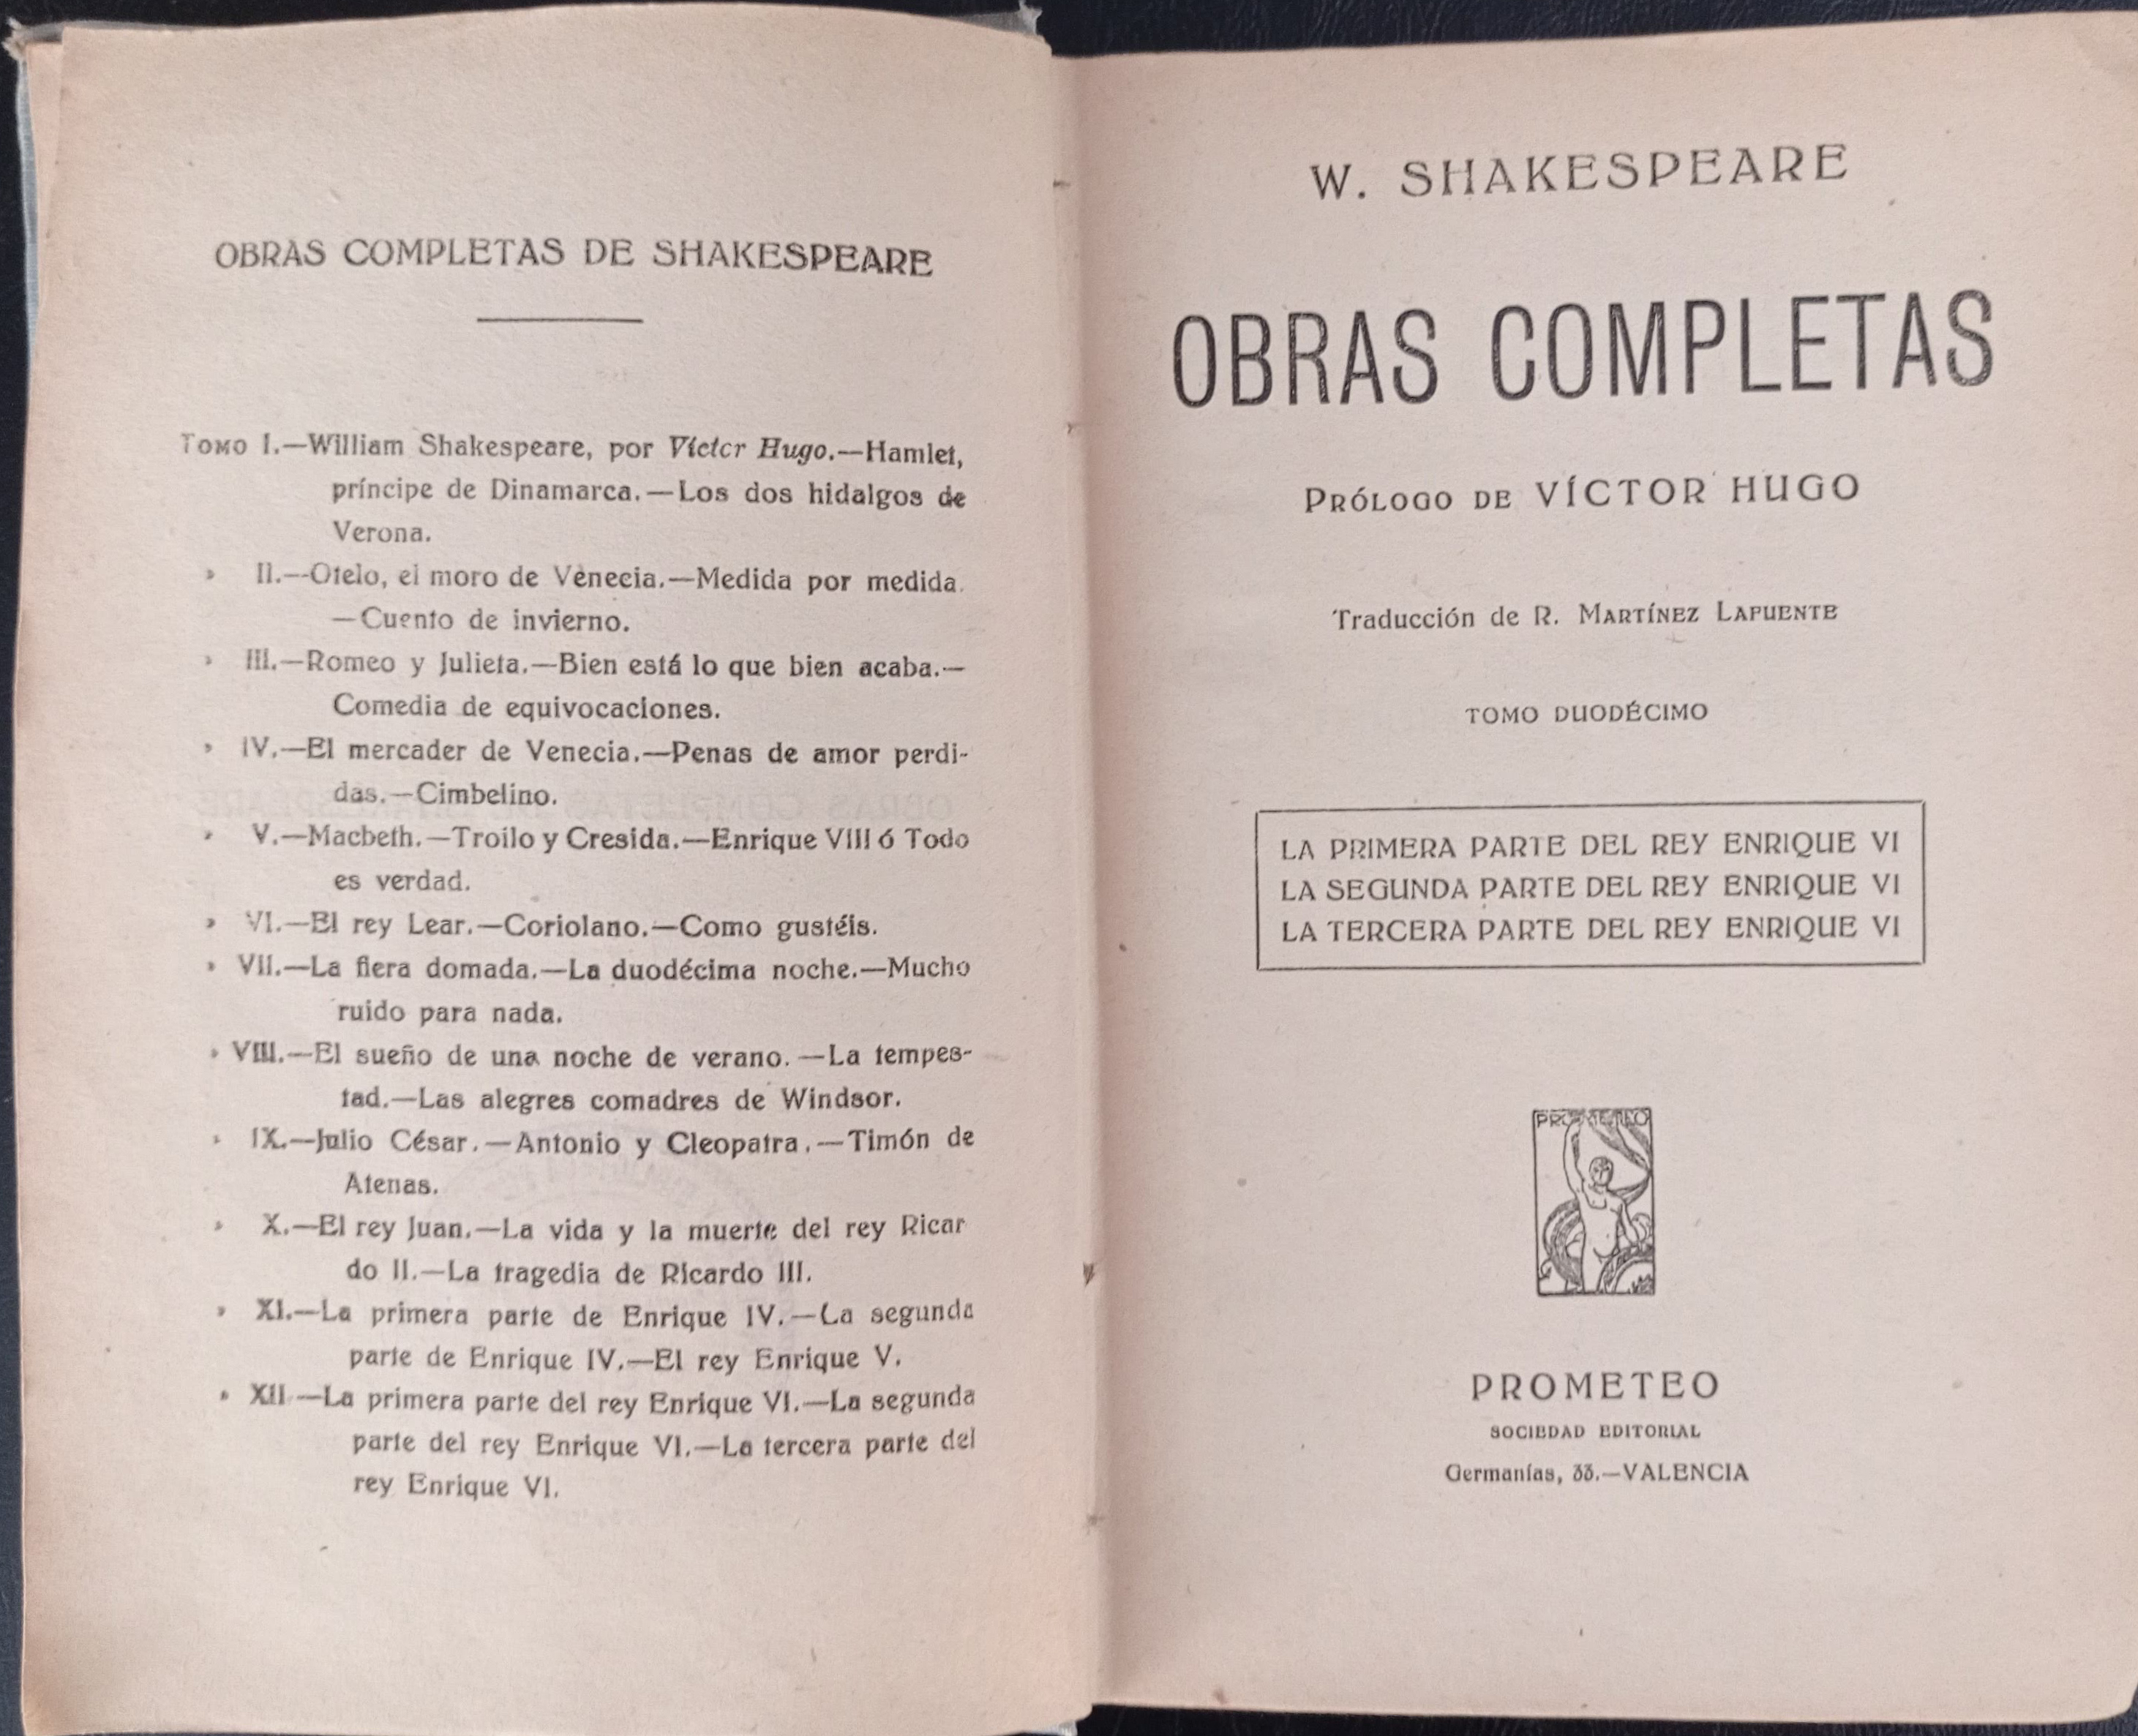 OBRAS COMPLETAS DE SHAKESPEARE
TOMO I.—William Shakespeare, por Víctor Hugo.—Hamlet,
príncipe de Dinamarca.—Los dos hidalgos de
Verona.
» II.—Otelo, el moro de Venecia.—Medida por medida.
—Cuento de invierno.
» III.—Romeo y Julieta.—Bien está lo que bien acaba.—
Comedia de equivocaciones.
» IV.—El mercader de Venecia.—Penas de amor perdi-
das.—Cimbelino.
» V.—Macbeth.—Troilo y Cresida.—Enrique VIII ó Todo
es verdad.
» VI.—El rey Lear.—Coriolano.—Como gustéis.
» VII.—La fiera domada.—La duodécima noche.—Mucho
ruido para nada.
» VIII.—El sueño de una noche de verano.—La tempes-
tad.—Las alegres comadres de Windsor.
» IX.—Julio César.—Antonio y Cleopatra.—Timón de
Atenas.
» X.—El rey Juan.—La vida y la muerte del rey Ricar
do II.—La tragedia de Ricardo III.
» XI.—La primera parte de Enrique IV.—La segunda
parte de Enrique IV.—El rey Enrique V.
» XII.—La primera parte del rey Enrique VI.—La segunda
parte del rey Enrique VI.—La tercera parte del
rey Enrique VI.
W. SHAKESPEARE
OBRAS COMPLETAS
PRÓLOGO DE VÍCTOR HUGO
Traducción de R. MARTÍNEZ LAFUENTE
TOMO DUODÉCIMO
LA PRIMERA PARTE DEL REY ENRIQUE VI
LA SEGUNDA PARTE DEL REY ENRIQUE VI
LA TERCERA PARTE DEL REY ENRIQUE VI
PROMETEO
PROMETEO
SOCIEDAD EDITORIAL
Germanías, 33.—VALENCIA